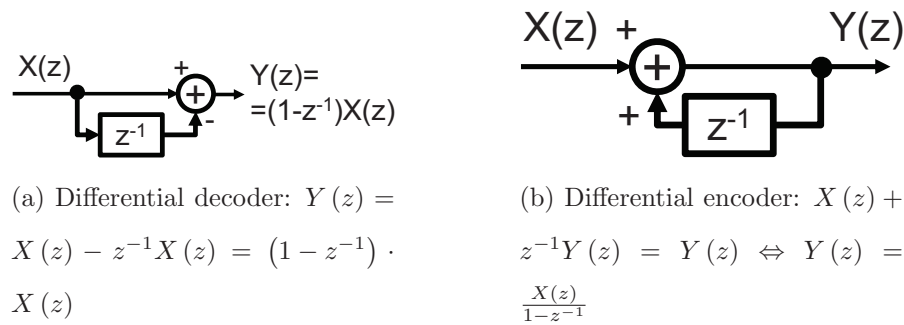 X(z)
+
+
-
z⁻¹
Y(z)=
=(1-z⁻¹)X(z)
X(z)
+
+
+
z⁻¹
Y(z)
(a) Differential decoder: Y (z) =
X (z) − z⁻¹X (z) = (1 − z⁻¹) ·
X (z)
(b) Differential encoder: X (z) +
z⁻¹Y (z) = Y (z) ⇔ Y (z) =
X(z)/(1−z⁻¹)